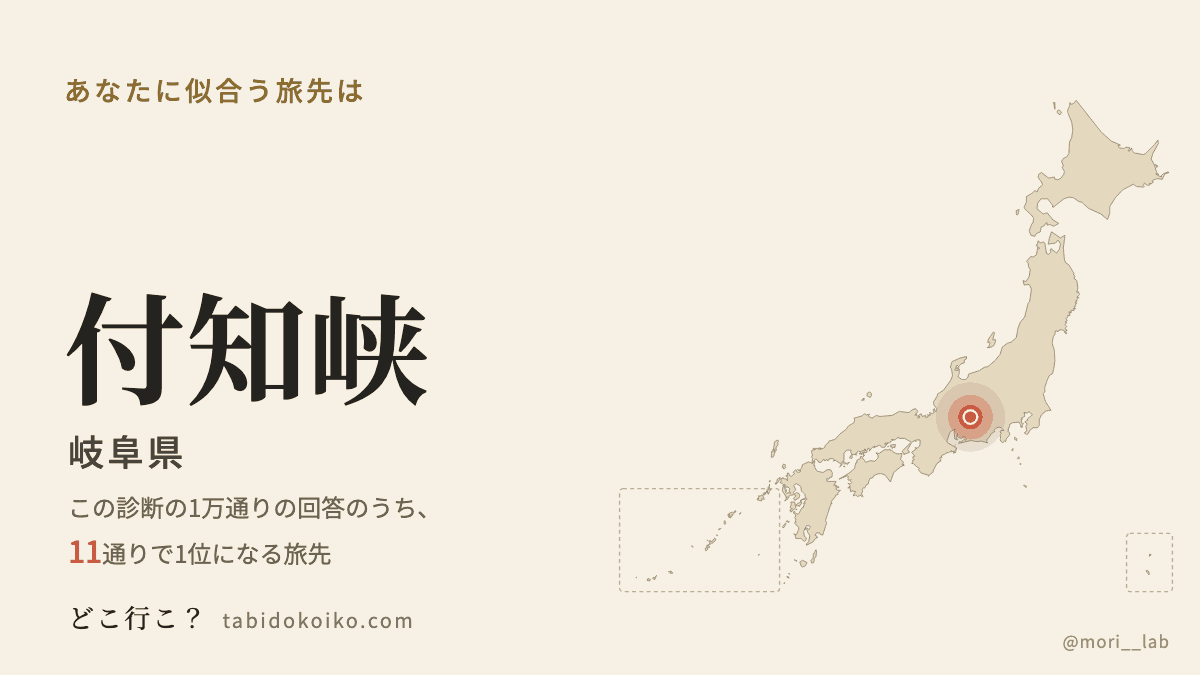 あなたに似合う旅先は
付知峡
岐阜県
この診断の1万通りの回答のうち、
11通りで1位になる旅先
どこ行こ？ tabidokoiko.com
@mori__lab